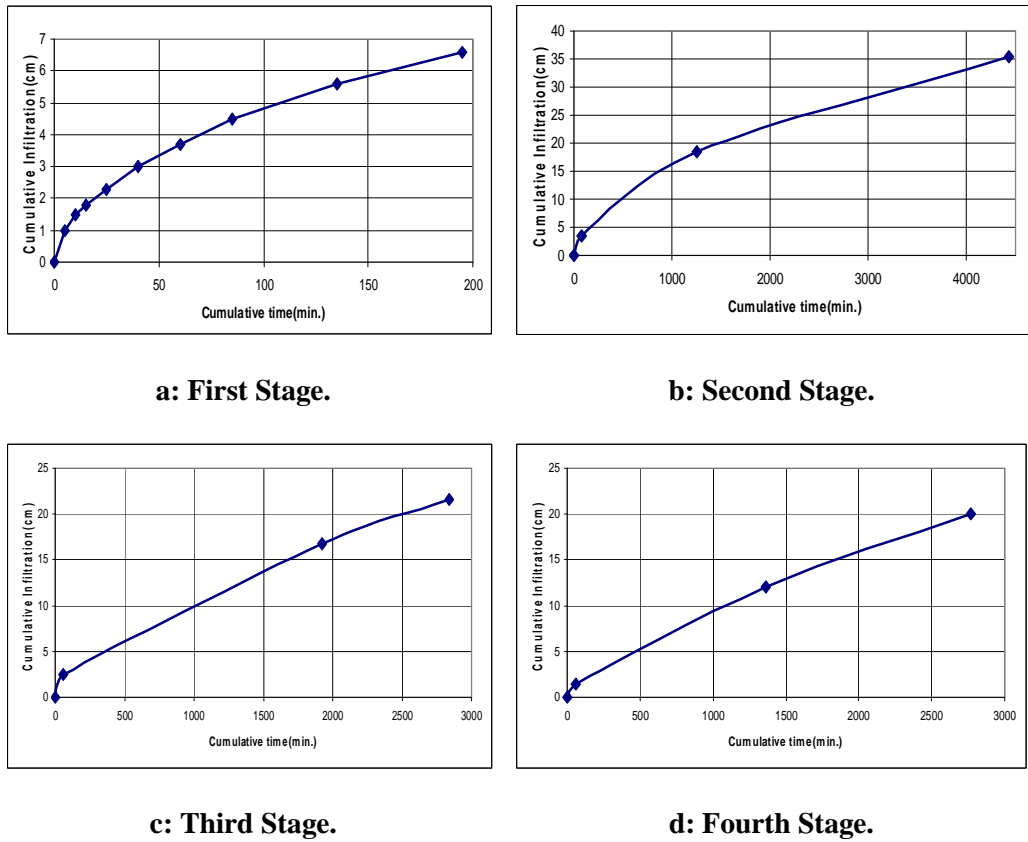 Cumulative Infiltration(cm)
7
6
5
4
3
2
1
0
0 50 100 150 200
Cumulative time(min.)
a: First Stage.
Cumulative Infiltration(cm)
40
35
30
25
20
15
10
5
0
0 1000 2000 3000 4000
Cumulative time(min.)
b: Second Stage.
Cumulative Infiltration(cm)
25
20
15
10
5
0
0 500 1000 1500 2000 2500 3000
Cumulative time(min.)
c: Third Stage.
Cumulative Infiltration(cm)
25
20
15
10
5
0
0 500 1000 1500 2000 2500 3000
Cumulative time(min.)
d: Fourth Stage.